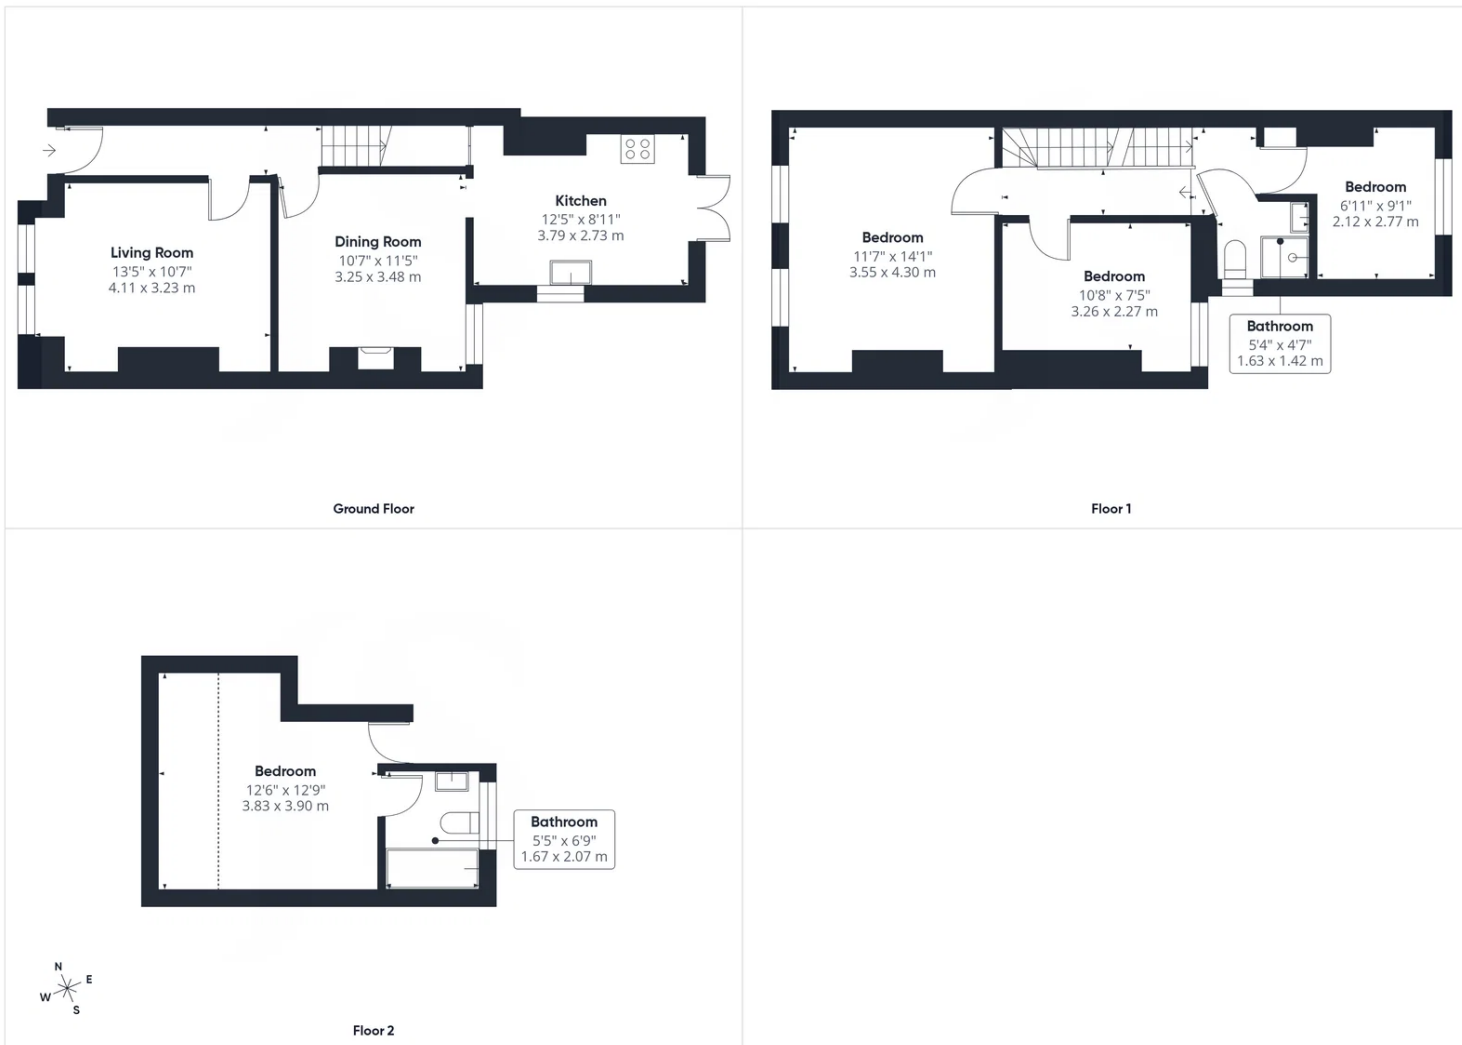 Living Room
13'5" x 10'7"
4.11 x 3.23 m
Dining Room
10'7" x 11'5"
3.25 x 3.48 m
Kitchen
12'5" x 8'11"
3.79 x 2.73 m
Ground Floor
Bedroom
11'7" x 14'1"
3.55 x 4.30 m
Bedroom
10'8" x 7'5"
3.26 x 2.27 m
Bedroom
6'11" x 9'1"
2.12 x 2.77 m
Bathroom
5'4" x 4'7"
1.63 x 1.42 m
Floor 1
Bedroom
12'6" x 12'9"
3.83 x 3.90 m
Bathroom
5'5" x 6'9"
1.67 x 2.07 m
N
E
W
S
Floor 2